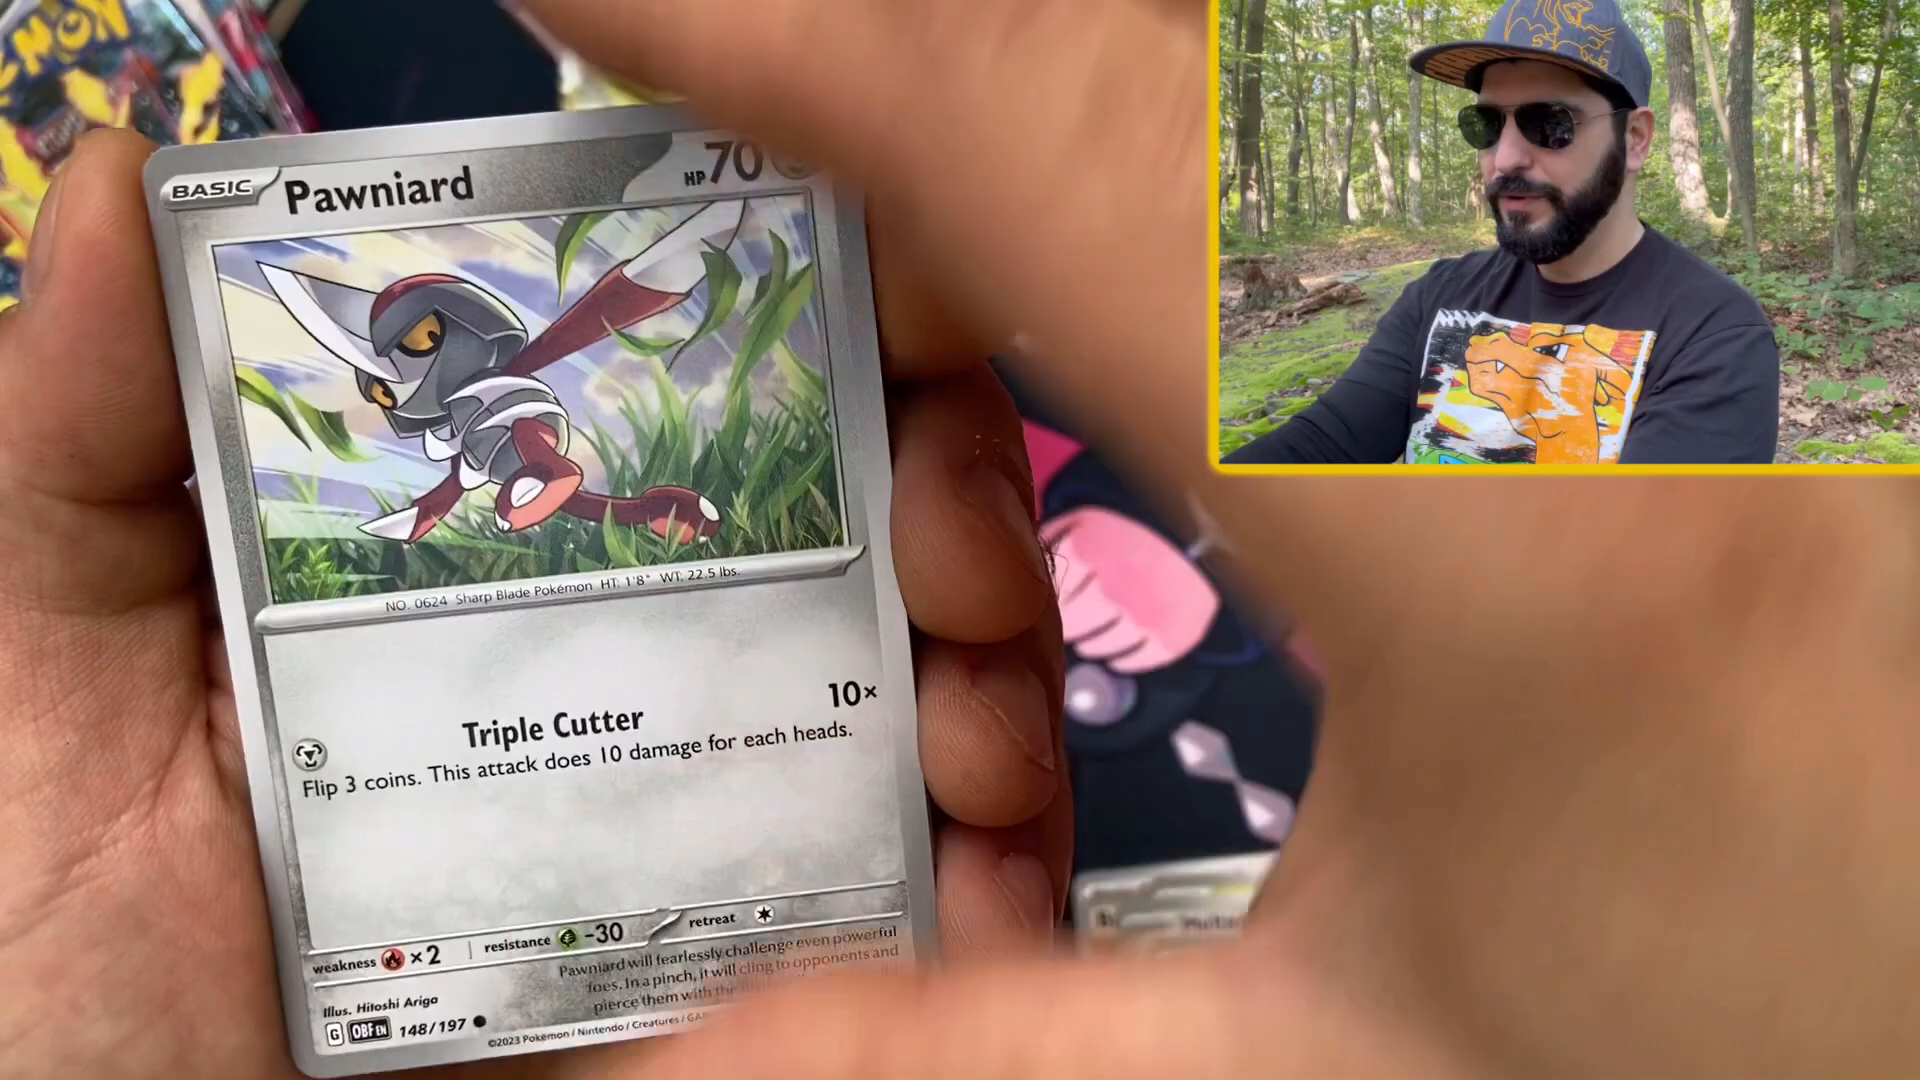 BASIC Pawniard HP 70
NO. 0624 Sharp Blade Pokémon HT: 1'8" WT: 22.5 lbs.
Triple Cutter 10×
Flip 3 coins. This attack does 10 damage for each heads.
weakness ×2 resistance -30 retreat
Pawniard will fearlessly challenge even powerful
foes. In a pinch, it will cling to opponents and
pierce them with the
Illus. Hitoshi Ariga
G OBF EN 148/197
©2023 Pokémon / Nintendo / Creatures /